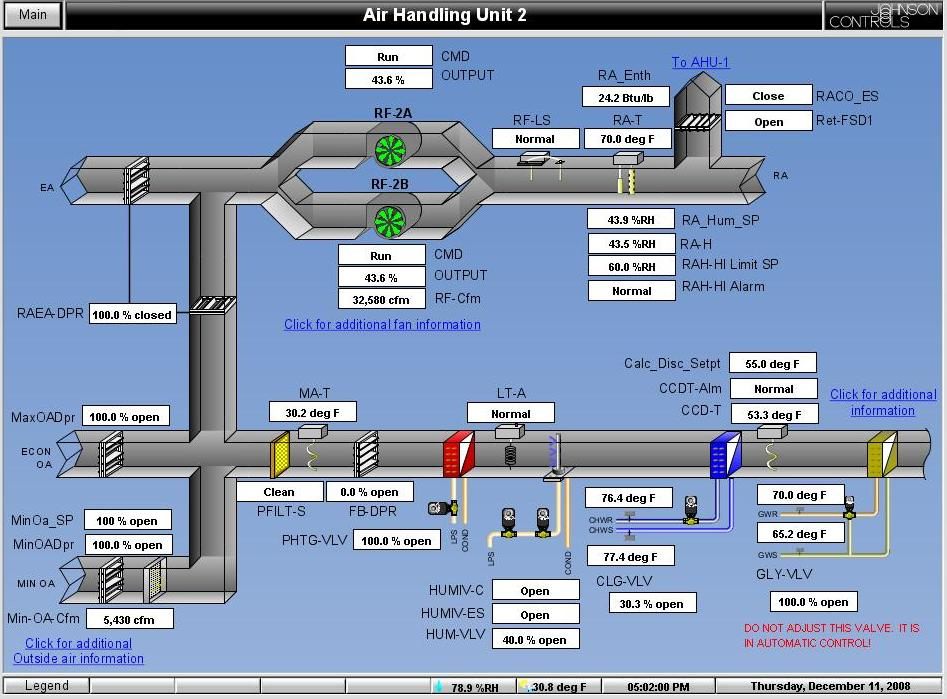 Main
Air Handling Unit 2
JOHNSON CONTROLS
Run CMD
43.6 % OUTPUT
RF-2A
RF-LS
Normal
RA_Enth
24.2 Btu/lb
RA-T
70.0 deg F
To AHU-1
Close RACO_ES
Open Ret-FSD1
EA
RA
RF-2B
Run CMD
43.6 % OUTPUT
32,580 cfm RF-Cfm
Click for additional fan information
43.9 %RH RA_Hum_SP
43.5 %RH RA-H
60.0 %RH RAH-HI Limit SP
Normal RAH-HI Alarm
RAEA-DPR 100.0 % closed
Calc_Disc_Setpt 55.0 deg F
CCDT-Alm Normal
CCD-T 53.3 deg F
Click for additional
information
MA-T
30.2 deg F
LT-A
Normal
MaxOADpr 100.0 % open
ECON
OA
Clean
PFILT-S
0.0 % open
FB-DPR
PHTG-VLV 100.0 % open
LPS
COND
LPS
COND
76.4 deg F
CHWR
CHWS
77.4 deg F
CLG-VLV
30.3 % open
70.0 deg F
GWR
65.2 deg F
GWS
GLY-VLV
100.0 % open
DO NOT ADJUST THIS VALVE. IT IS
IN AUTOMATIC CONTROL!
MinOa_SP 100 % open
MinOADpr 100.0 % open
MIN OA
Min-OA-Cfm 5,430 cfm
Click for additional
Outside air information
HUMIV-C Open
HUMIV-ES Open
HUM-VLV 40.0 % open
Legend
78.9 %RH
30.8 deg F
05:02:00 PM
Thursday, December 11, 2008